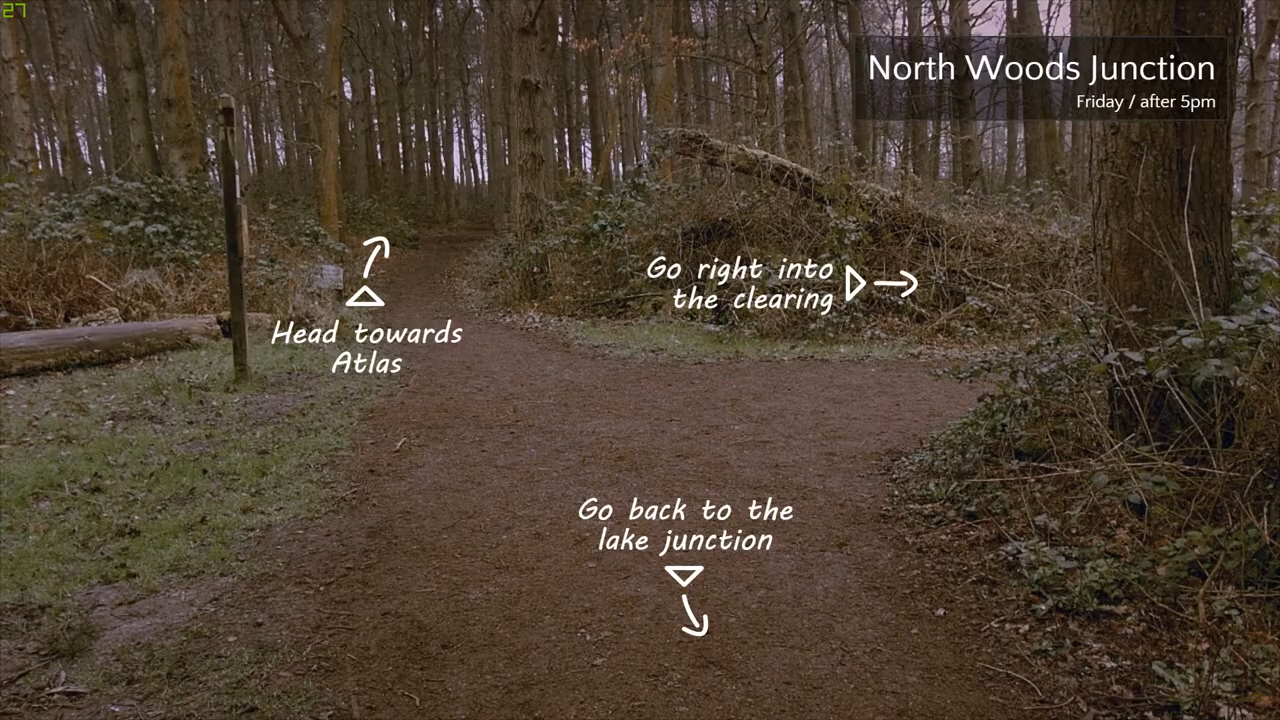 27
North Woods Junction
Friday / after 5pm
Go right into
the clearing
Head towards
Atlas
Go back to the
lake junction